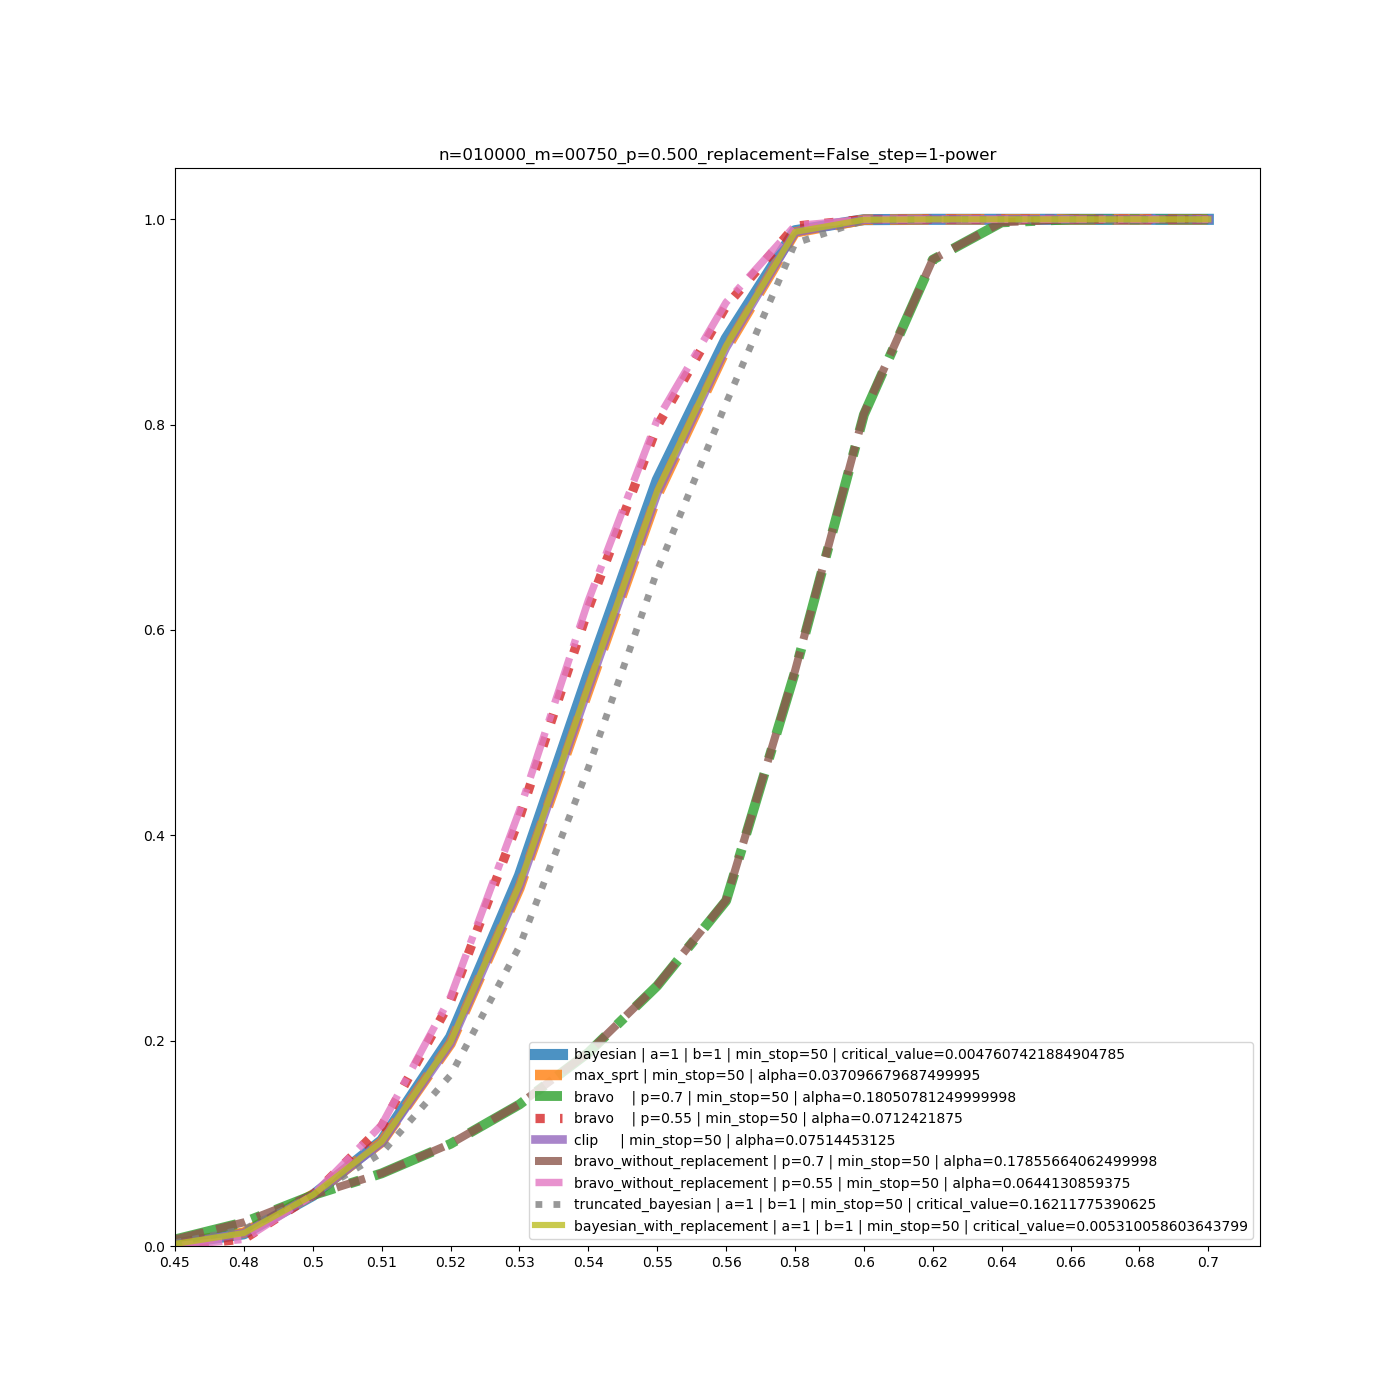 n=010000_m=00750_p=0.500_replacement=False_step=1-power
1.0
0.8
0.6
0.4
0.2
0.0
bayesian | a=1 | b=1 | min_stop=50 | critical_value=0.0047607421884904785
max_sprt | min_stop=50 | alpha=0.037096679687499995
bravo | p=0.7 | min_stop=50 | alpha=0.18050781249999998
bravo | p=0.55 | min_stop=50 | alpha=0.0712421875
clip | min_stop=50 | alpha=0.07514453125
bravo_without_replacement | p=0.7 | min_stop=50 | alpha=0.17855664062499998
bravo_without_replacement | p=0.55 | min_stop=50 | alpha=0.0644130859375
truncated_bayesian | a=1 | b=1 | min_stop=50 | critical_value=0.16211775390625
bayesian_with_replacement | a=1 | b=1 | min_stop=50 | critical_value=0.005310058603643799
0.45 0.48 0.5 0.51 0.52 0.53 0.54 0.55 0.56 0.58 0.6 0.62 0.64 0.66 0.68 0.7